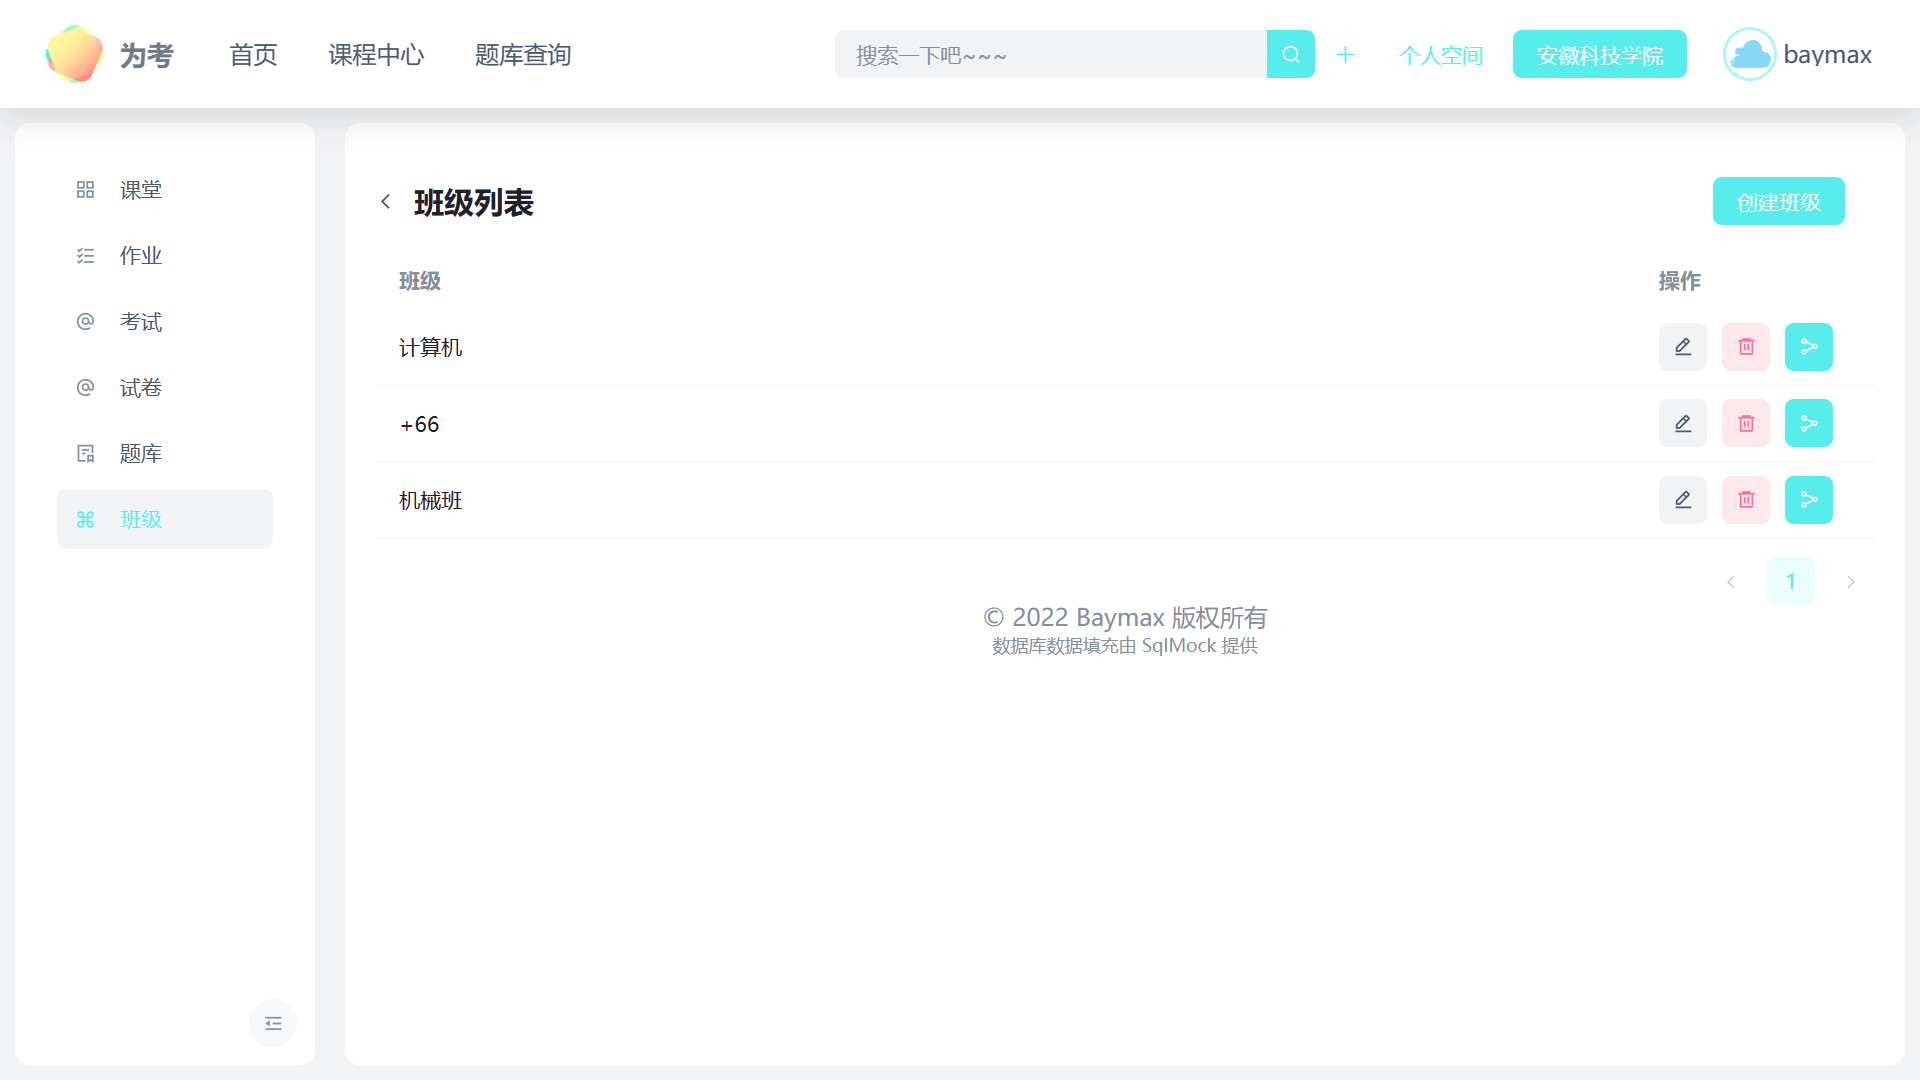 为考 首页 课程中心 题库查询 搜索一下吧~~~ 个人空间 安徽科技学院 baymax
课堂
作业
考试
试卷
题库
班级
班级列表 创建班级
班级 操作
计算机
+66
机械班
1
© 2022 Baymax 版权所有
数据库数据填充由 SqlMock 提供